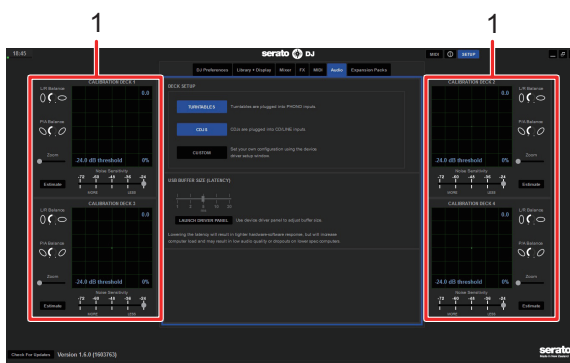 1 1
18:45 serato DJ MIDI SETUP
DJ Preferences Library + Display Mixer FX MIDI Audio Expansion Packs
CALIBRATION DECK 1
L/R Balance
0.0
P/A Balance
Zoom
-24.0 dB threshold 0%
Noise Sensitivity
-72 -60 -48 -36 -24
Estimate
MORE LESS
CALIBRATION DECK 3
L/R Balance
0.0
P/A Balance
Zoom
-24.0 dB threshold 0%
Noise Sensitivity
-72 -60 -48 -36 -24
Estimate
MORE LESS
DECK SETUP
TURNTABLES Turntables are plugged into PHONO inputs
CDJS CDJs are plugged into CD/LINE inputs
CUSTOM Set your own configuration using the device
driver setup window.
USB BUFFER SIZE (LATENCY)
LAUNCH DRIVER PANEL Use device driver panel to adjust buffer size.
Lowering the latency will result in tighter hardware-software response, but will increase
computer load and may result in low audio quality or dropouts on lower spec computers.
CALIBRATION DECK 2
L/R Balance
0.0
P/A Balance
Zoom
-24.0 dB threshold 0%
Noise Sensitivity
-72 -60 -48 -36 -24
Estimate
MORE LESS
CALIBRATION DECK 4
L/R Balance
0.0
P/A Balance
Zoom
-24.0 dB threshold 0%
Noise Sensitivity
-72 -60 -48 -36 -24
Estimate
MORE LESS
Check For Updates Version 1.6.0 (1603763)
serato
Made in New Zealand